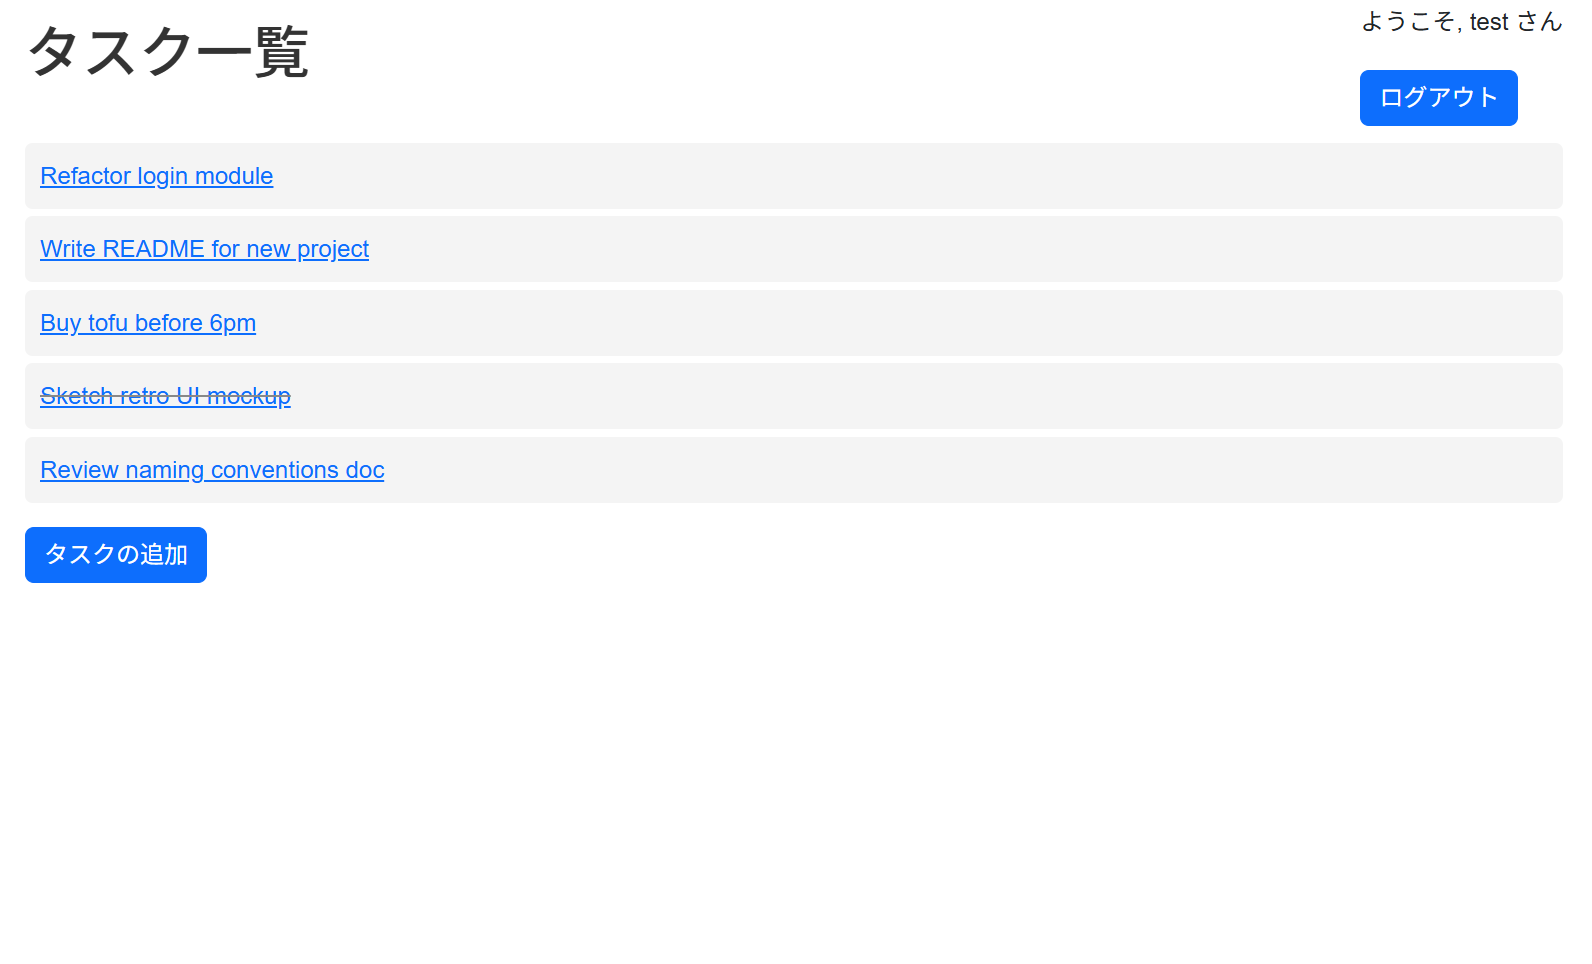 タスク一覧
ようこそ, test さん
ログアウト
Refactor login module
Write README for new project
Buy tofu before 6pm
Sketch retro UI mockup
Review naming conventions doc
タスクの追加